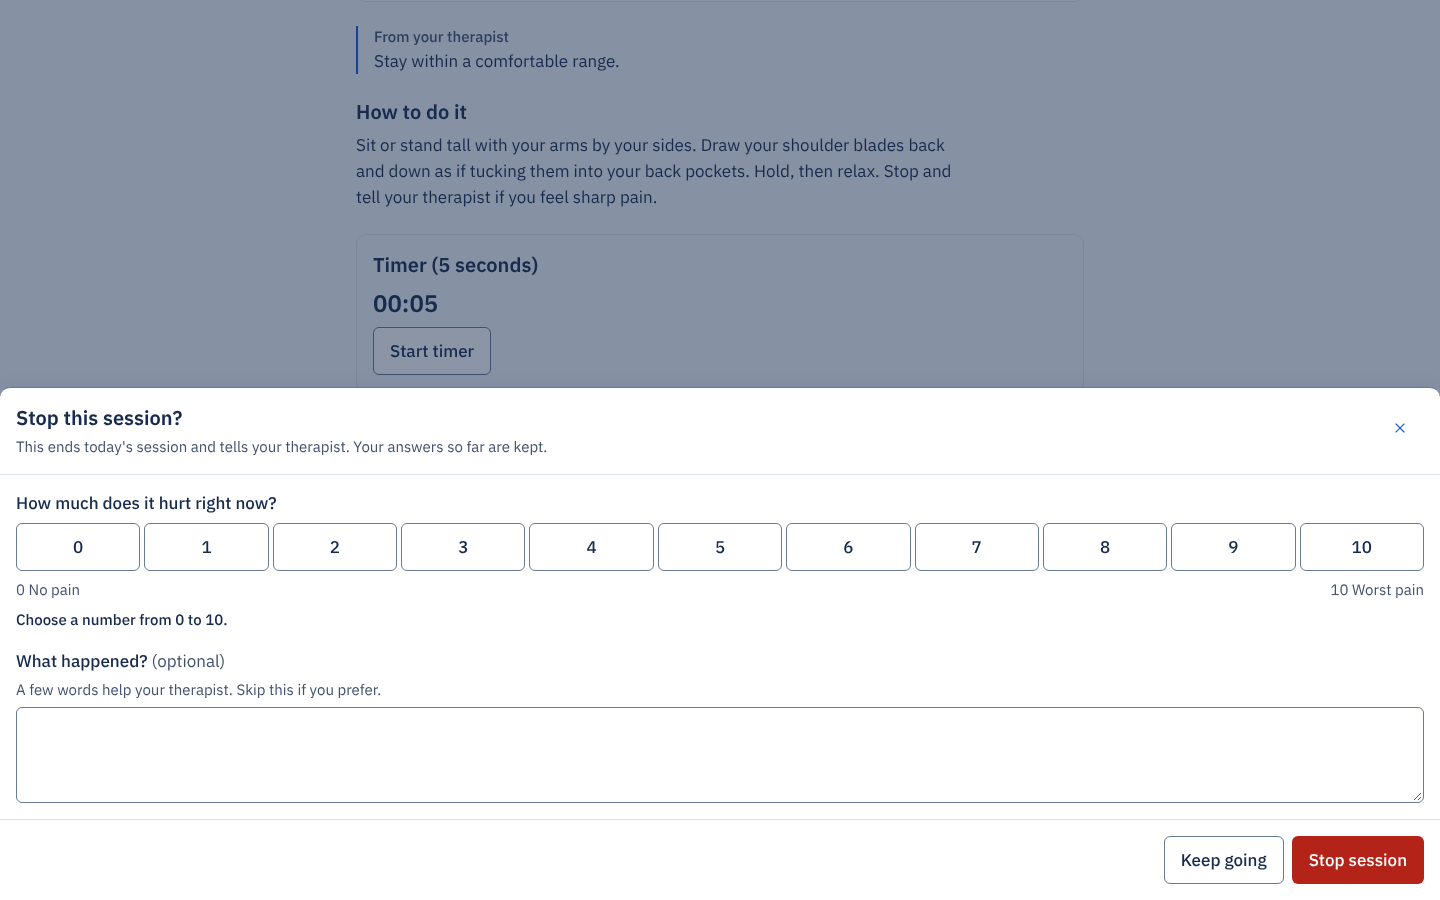 From your therapist
Stay within a comfortable range.
How to do it
Sit or stand tall with your arms by your sides. Draw your shoulder blades back
and down as if tucking them into your back pockets. Hold, then relax. Stop and
tell your therapist if you feel sharp pain.
Timer (5 seconds)
00:05
Start timer
Stop this session?
This ends today's session and tells your therapist. Your answers so far are kept.
How much does it hurt right now?
0 1 2 3 4 5 6 7 8 9 10
0 No pain 10 Worst pain
Choose a number from 0 to 10.
What happened? (optional)
A few words help your therapist. Skip this if you prefer.
Keep going Stop session